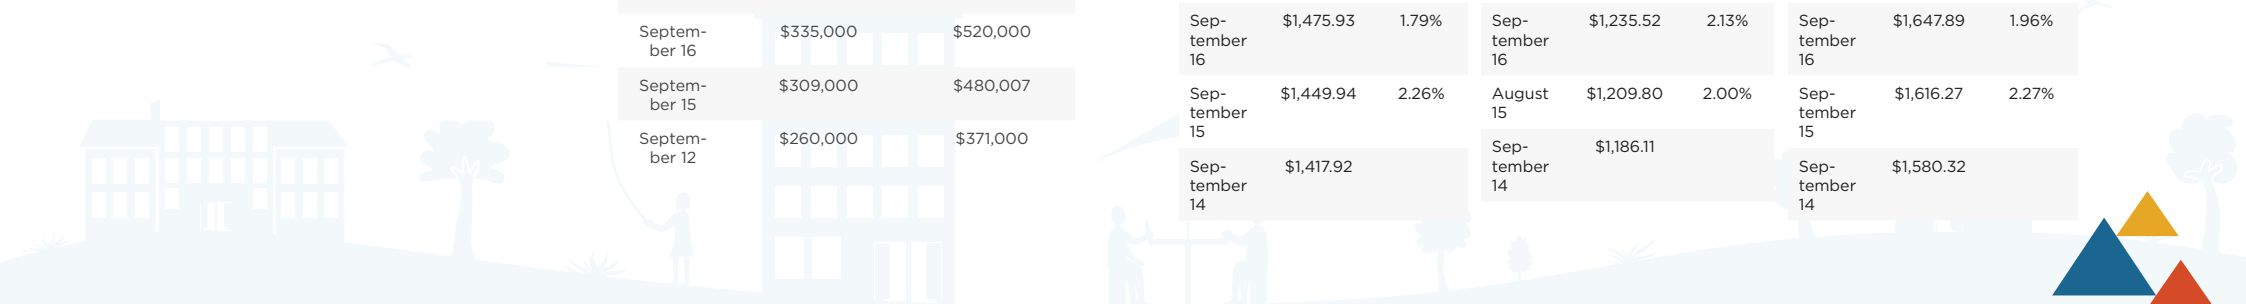 Septem-
ber 16
$335,000
$520,000
Septem-
ber 15
$309,000
$480,007
Septem-
ber 12
$260,000
$371,000
Sep-
tember
16
$1,475.93
1.79%
Sep-
tember
15
$1,449.94
2.26%
Sep-
tember
14
$1,417.92
Sep-
tember
16
$1,235.52
2.13%
August
15
$1,209.80
2.00%
Sep-
tember
14
$1,186.11
Sep-
tember
16
$1,647.89
1.96%
Sep-
tember
15
$1,616.27
2.27%
Sep-
tember
14
$1,580.32